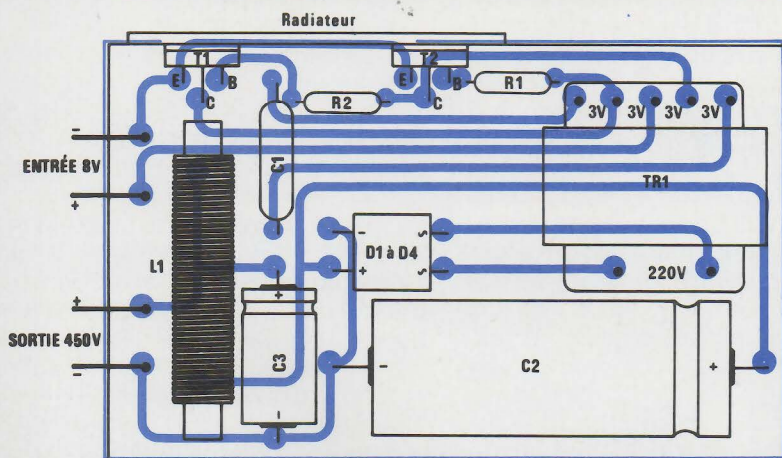 Radiateur
T1
T2
E
B
C
E
B
C
R2
R1
3V 3V 3V 3V
−
ENTRÉE 8V
+
C1
TR1
L1
− D1 à D4 s
+ s
220V
+
SORTIE 450V
−
+
C3
−
− C2 +